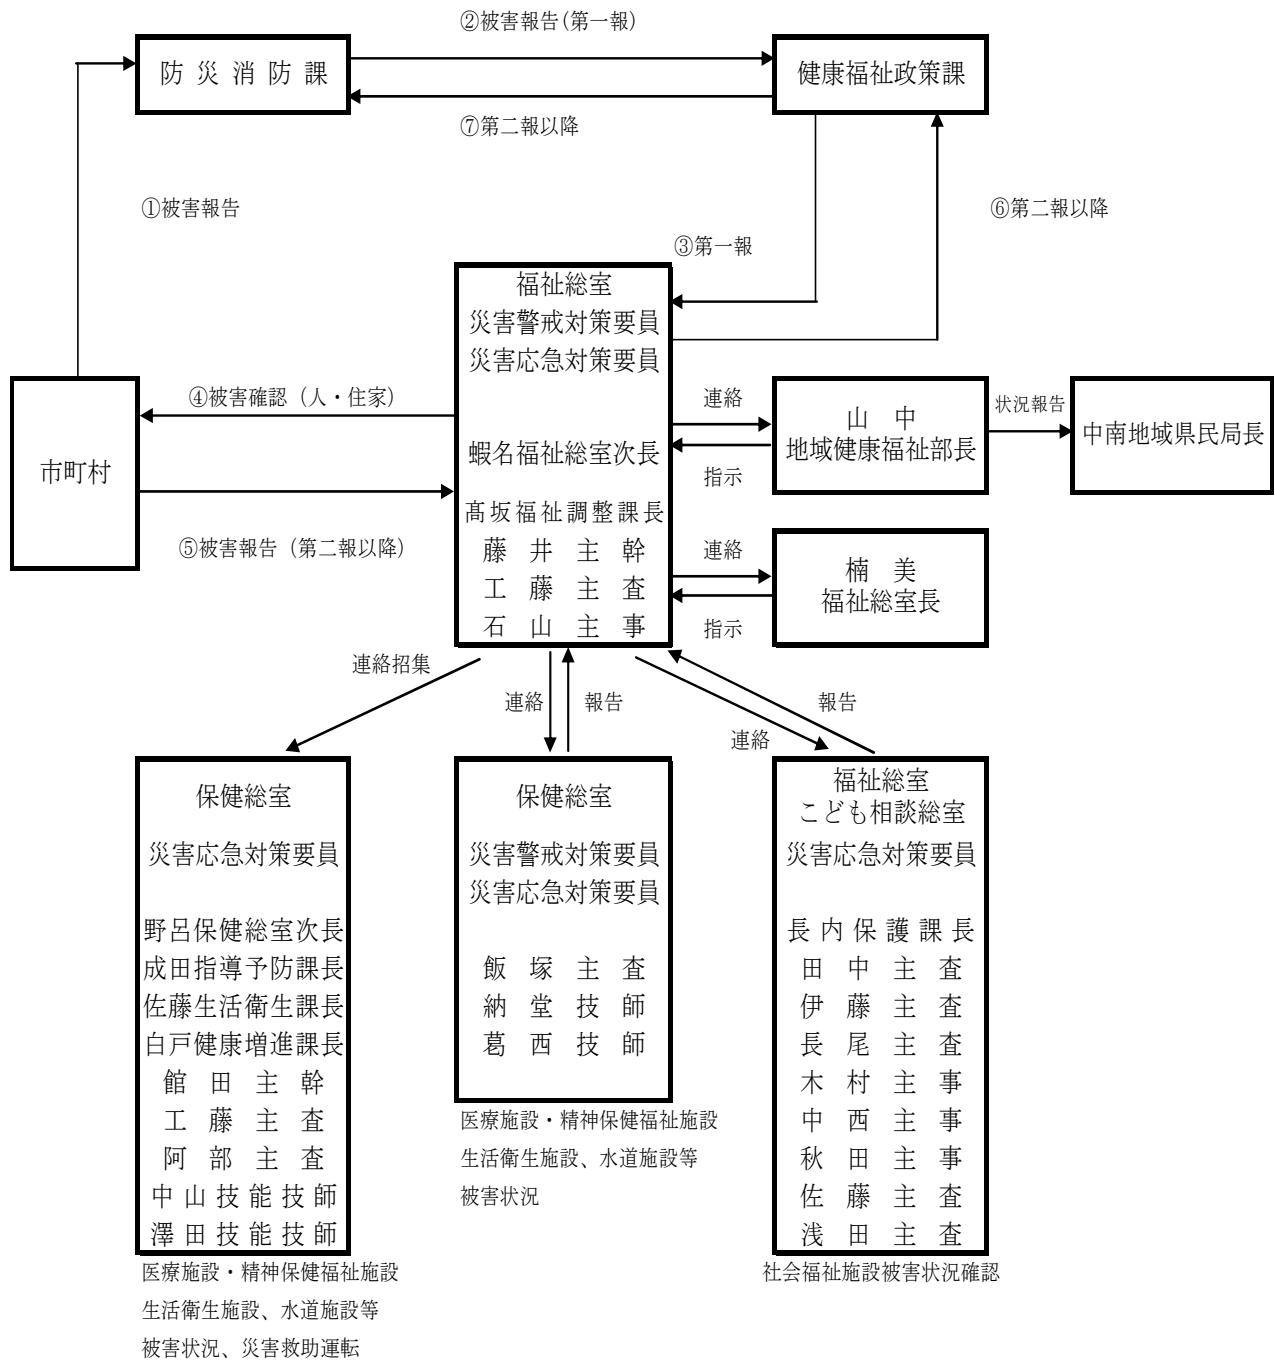 ②被害報告(第一報)
防災消防課
健康福祉政策課
⑦第二報以降
①被害報告
⑥第二報以降
③第一報
福祉総室
災害警戒対策要員
災害応急対策要員
蝦名福祉総室次長
髙坂福祉調整課長
藤井主幹
工藤主査
石山主事
④被害確認（人・住家）
市町村
⑤被害報告（第二報以降）
連絡
山中
地域健康福祉部長
指示
状況報告
中南地域県民局長
連絡
楠美
福祉総室長
指示
連絡招集
連絡
報告
連絡
報告
保健総室
災害応急対策要員
野呂保健総室次長
成田指導予防課長
佐藤生活衛生課長
白戸健康増進課長
館田主幹
工藤主査
阿部主査
中山技能技師
澤田技能技師
医療施設・精神保健福祉施設
生活衛生施設、水道施設等
被害状況、災害救助運転
保健総室
災害警戒対策要員
災害応急対策要員
飯塚主査
納堂技師
葛西技師
医療施設・精神保健福祉施設
生活衛生施設、水道施設等
被害状況
福祉総室
こども相談総室
災害応急対策要員
長内保護課長
田中主査
伊藤主査
長尾主査
木村主事
中西主事
秋田主事
佐藤主査
浅田主査
社会福祉施設被害状況確認